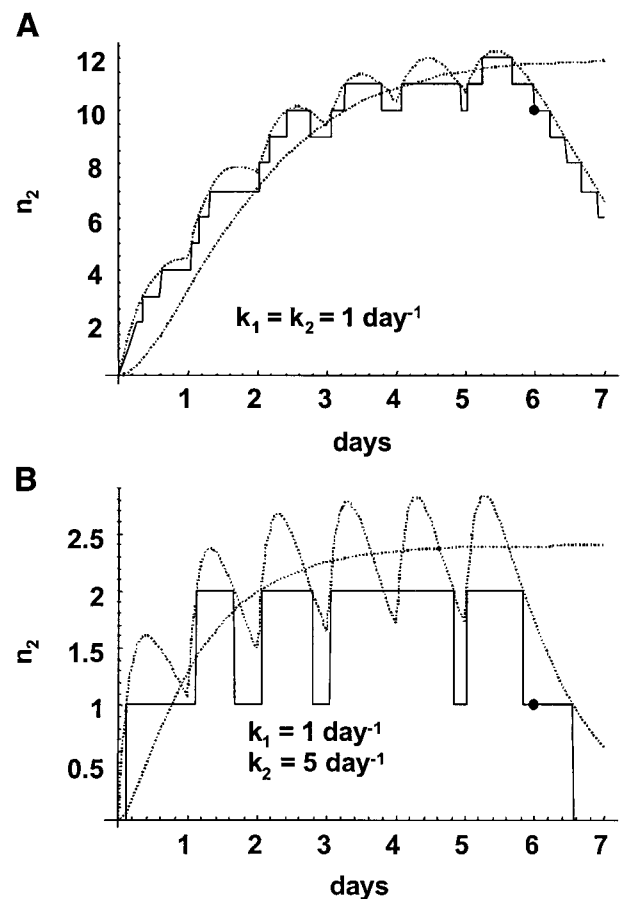 A
12
10
8
6
4
2
n₂
k₁ = k₂ = 1 day⁻¹
1 2 3 4 5 6 7
days
B
2.5
2
1.5
1
0.5
n₂
k₁ = 1 day⁻¹
k₂ = 5 day⁻¹
1 2 3 4 5 6 7
days